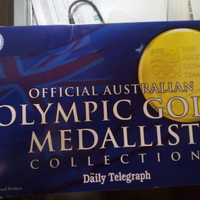 OFFICIAL AUSTRALIAN
OLYMPIC GOLD
MEDALLIST
COLLECTION
Daily Telegraph